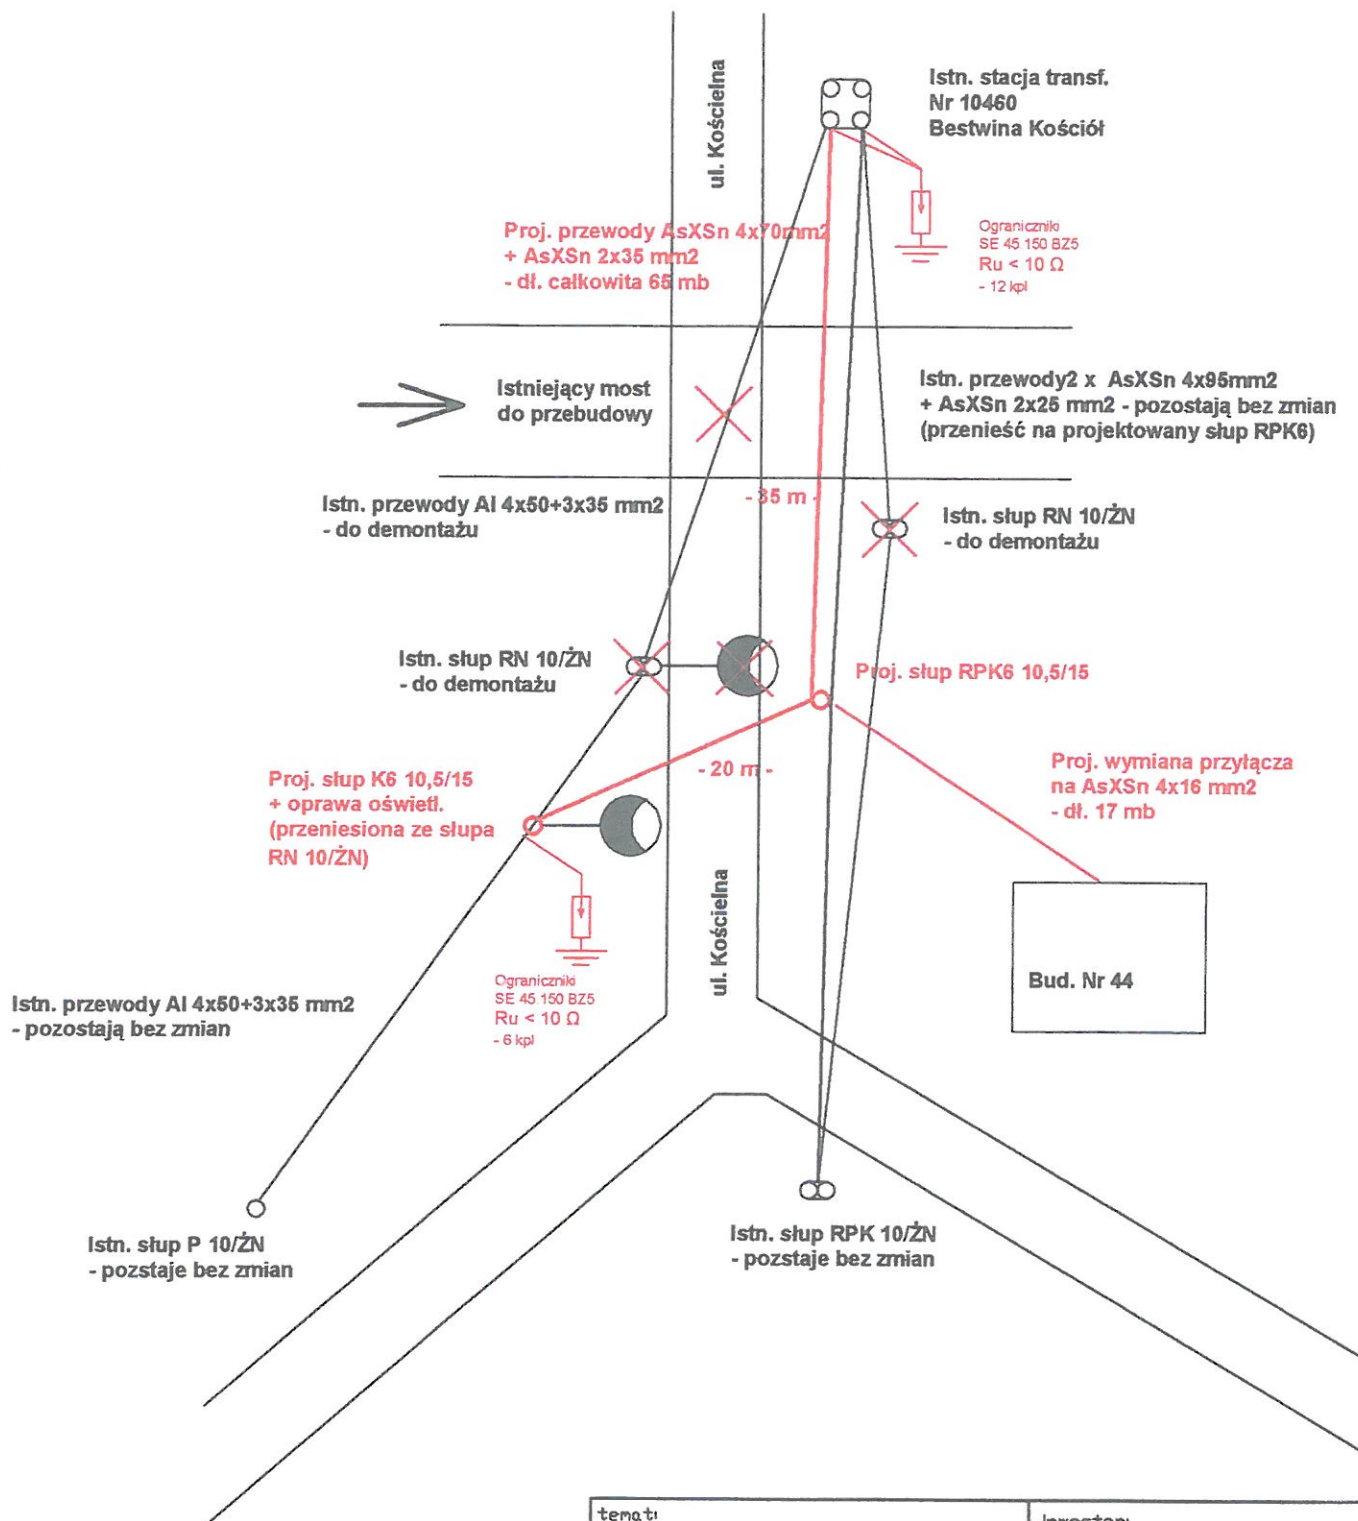 ul. Kościelna
Istn. stacja transf.
Nr 10460
Bestwina Kościół
Proj. przewody AsXSn 4x70mm2
+ AsXSn 2x35 mm2
- dł. całkowita 65 mb
Ograniczniki
SE 45 150 BZ5
Ru < 10 Ω
- 12 kpl
Istniejący most
do przebudowy
Istn. przewody2 x AsXSn 4x95mm2
+ AsXSn 2x25 mm2 - pozostają bez zmian
(przenieść na projektowany słup RPK6)
Istn. przewody Al 4x50+3x35 mm2
- do demontażu
- 35 m -
Istn. słup RN 10/ŻN
- do demontażu
Istn. słup RN 10/ŻN
- do demontażu
Proj. słup RPK6 10,5/15
- 20 m -
Proj. słup K6 10,5/15
+ oprawa oświetl.
(przeniesiona ze słupa
RN 10/ŻN)
Proj. wymiana przyłącza
na AsXSn 4x16 mm2
- dł. 17 mb
ul. Kościelna
Bud. Nr 44
Ograniczniki
SE 45 150 BZ5
Ru < 10 Ω
- 6 kpl
Istn. przewody Al 4x50+3x35 mm2
- pozostają bez zmian
Istn. słup P 10/ŻN
- pozstaje bez zmian
Istn. słup RPK 10/ŻN
- pozstaje bez zmian
temat: